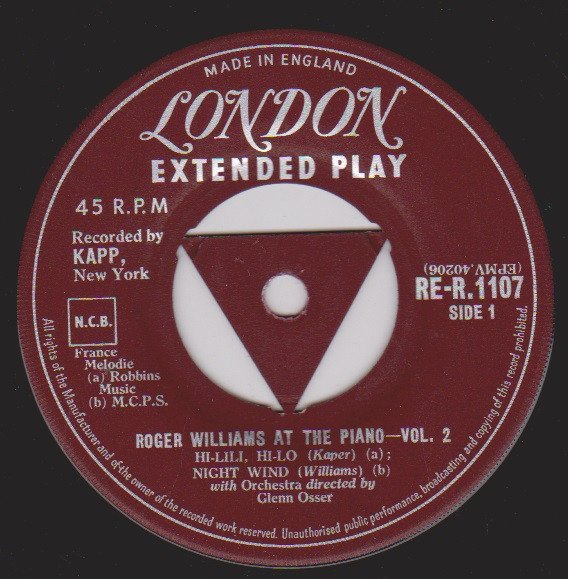 MADE IN ENGLAND
LONDON
EXTENDED PLAY
45 R.P.M
Recorded by
KAPP,
New York
(EPMV.40206)
RE-R.1107
SIDE 1
N.C.B.
France
Melodie
(a) Robbins
Music
(b) M.C.P.S.
ROGER WILLIAMS AT THE PIANO—VOL. 2
HI-LILI, HI-LO (Kaper) (a);
NIGHT WIND (Williams) (b)
with Orchestra directed by
Glenn Osser
All rights of the Manufacturer and of the owner of the recorded work reserved. Unauthorised public performance, broadcasting and copying of this record prohibited.